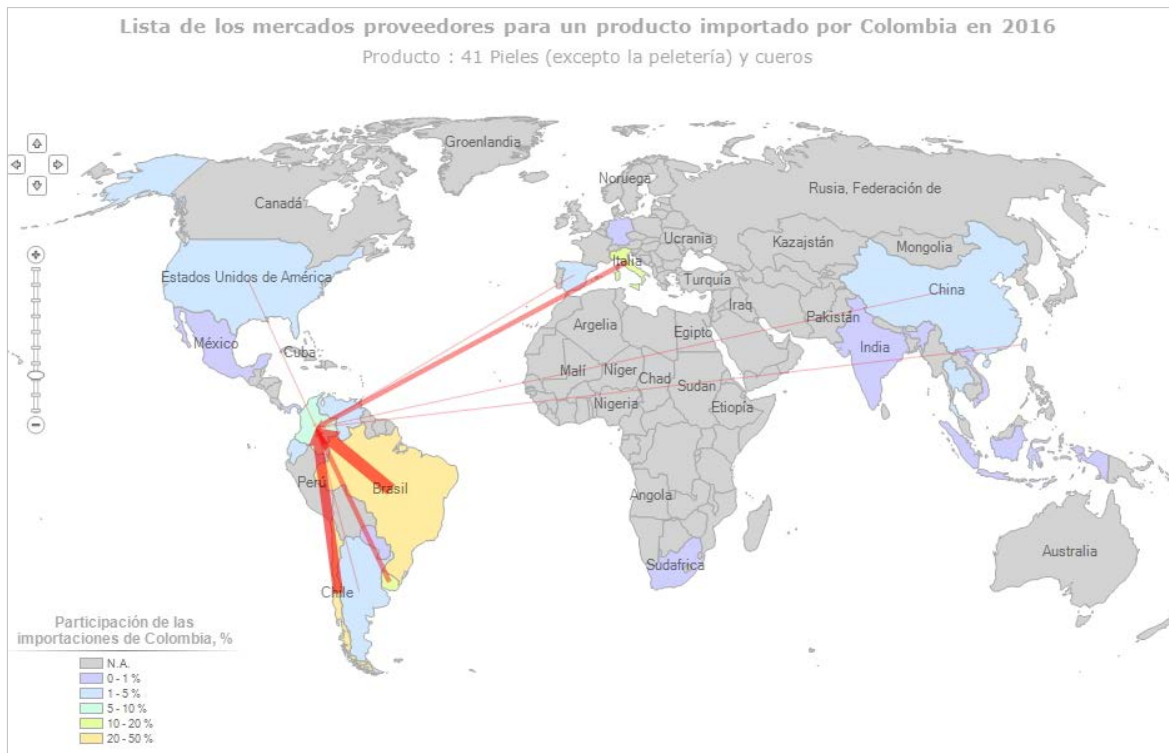 Lista de los mercados proveedores para un producto importado por Colombia en 2016
Producto : 41 Pieles (excepto la peletería) y cueros
Groenlandia
Noruega
Rusia, Federación de
Canadá
Ucrania
Kazajstán
Mongolia
Italia
Estados Unidos de América
Turquía
China
Iraq
Pakistán
Argelia
Egipto
México
India
Cuba
Malí
Níger
Chad
Sudan
Nigeria
Etiopía
Perú
Brasil
Angola
Australia
Sudafrica
Chile
Participación de las
importaciones de Colombia, %
N.A.
0 - 1 %
1 - 5 %
5 - 10 %
10 - 20 %
20 - 50 %